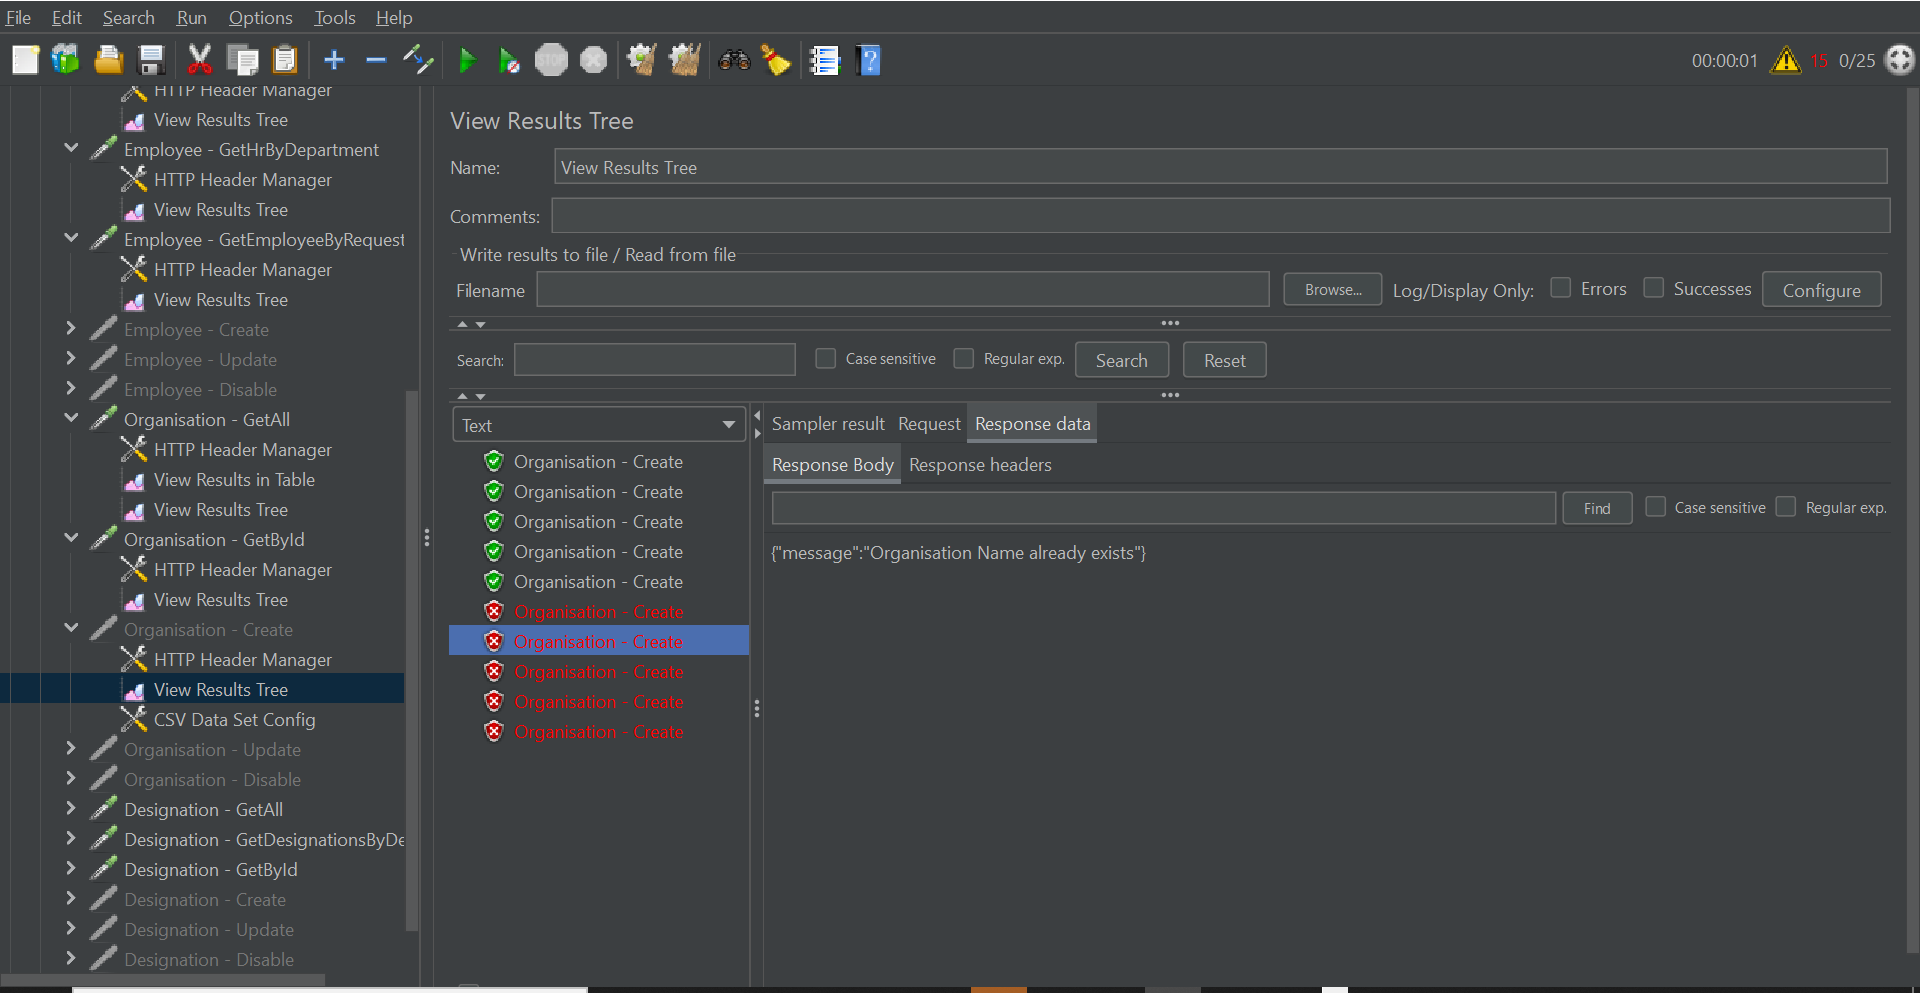 File Edit Search Run Options Tools Help
STOP
00:00:01 15 0/25
HTTP Header Manager
View Results Tree
Employee - GetHrByDepartment
HTTP Header Manager
View Results Tree
Employee - GetEmployeeByRequest
HTTP Header Manager
View Results Tree
Employee - Create
Employee - Update
Employee - Disable
Organisation - GetAll
HTTP Header Manager
View Results in Table
View Results Tree
Organisation - GetById
HTTP Header Manager
View Results Tree
Organisation - Create
HTTP Header Manager
View Results Tree
CSV Data Set Config
Organisation - Update
Organisation - Disable
Designation - GetAll
Designation - GetDesignationsByDe
Designation - GetById
Designation - Create
Designation - Update
Designation - Disable
View Results Tree
Name: View Results Tree
Comments:
Write results to file / Read from file
Filename Browse... Log/Display Only: Errors Successes Configure
Search: Case sensitive Regular exp. Search Reset
Text
Organisation - Create
Organisation - Create
Organisation - Create
Organisation - Create
Organisation - Create
Organisation - Create
Organisation - Create
Organisation - Create
Organisation - Create
Organisation - Create
Sampler result Request Response data
Response Body Response headers
Find Case sensitive Regular exp.
{"message":"Organisation Name already exists"}